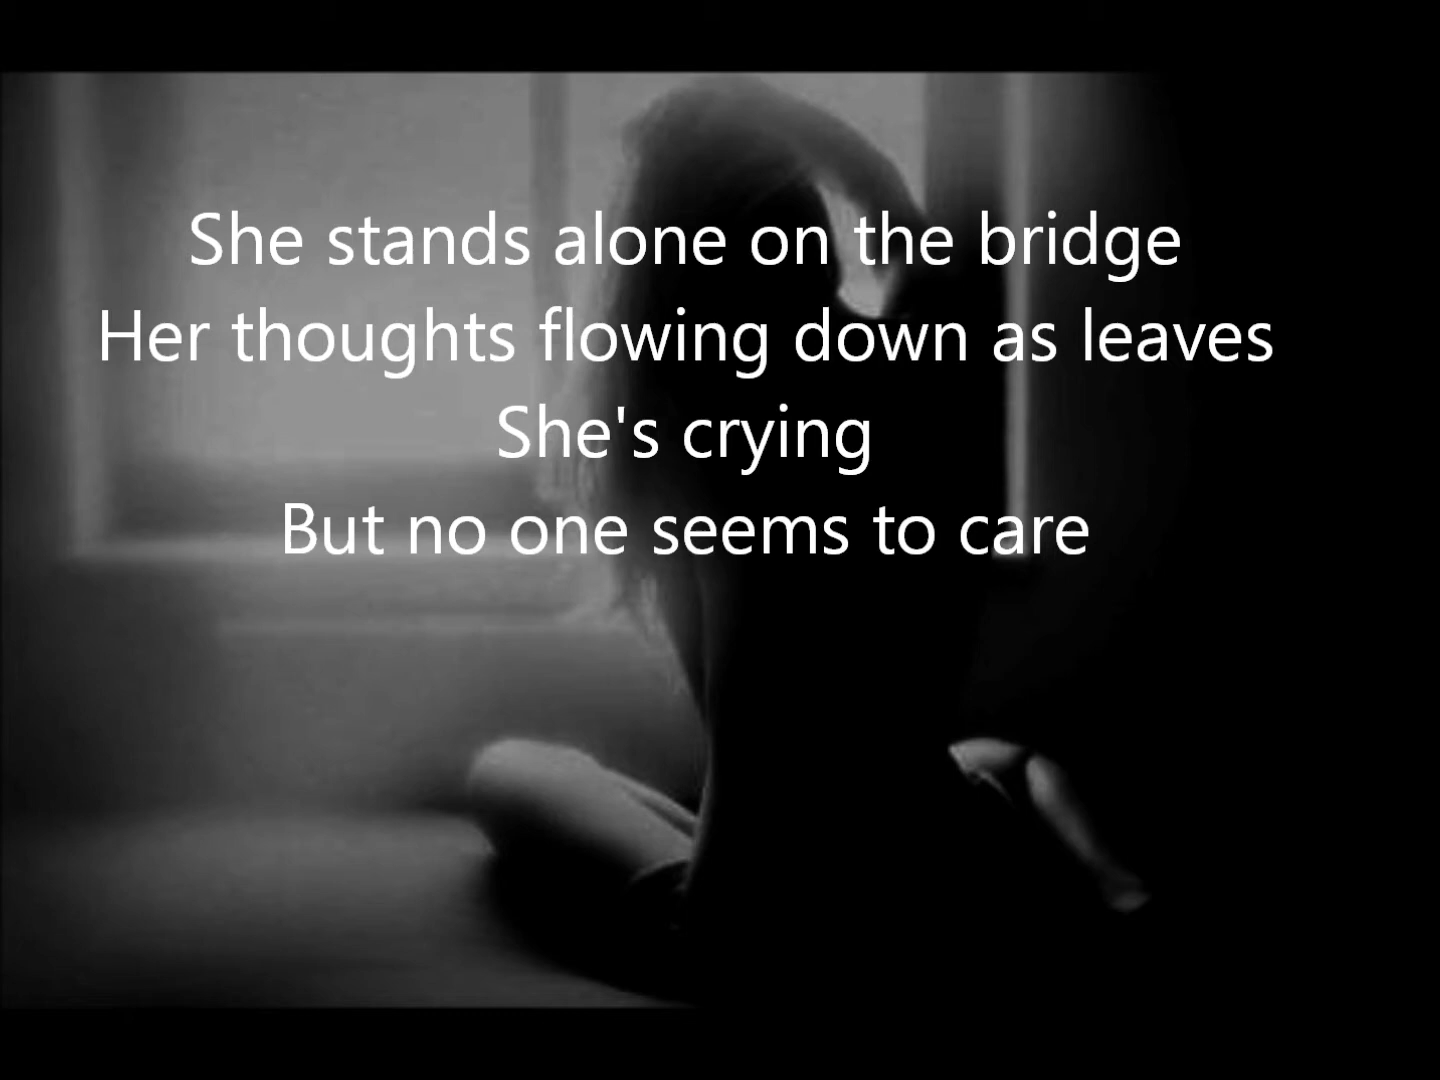 She stands alone on the bridge
Her thoughts flowing down as leaves
She's crying
But no one seems to care